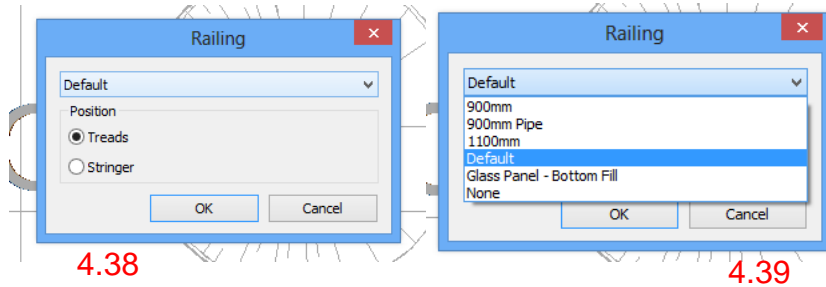 Railing
Default
Position
Treads
Stringer
OK Cancel
4.38
Railing
Default
900mm
900mm Pipe
1100mm
Default
Glass Panel - Bottom Fill
None
OK Cancel
4.39